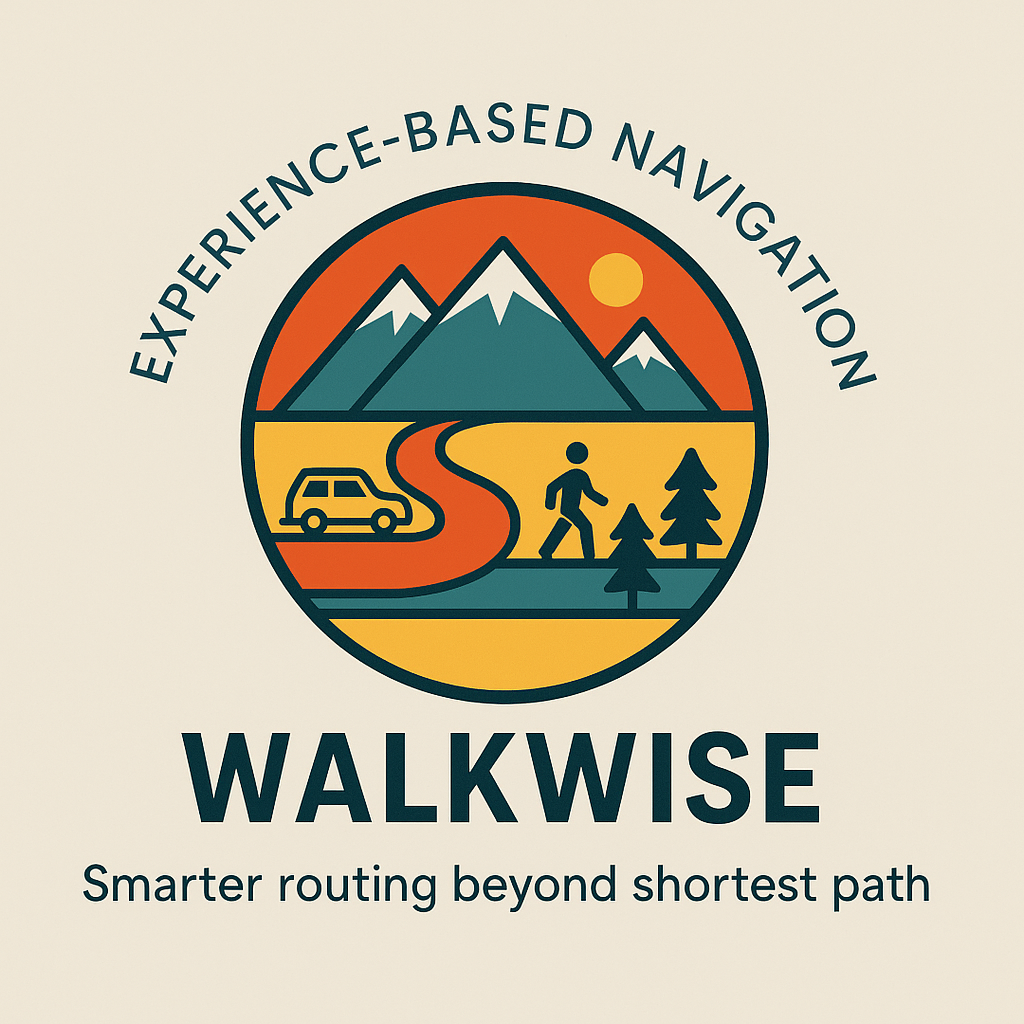 EXPERIENCE-BASED NAVIGATION
WALKWISE
Smarter routing beyond shortest path